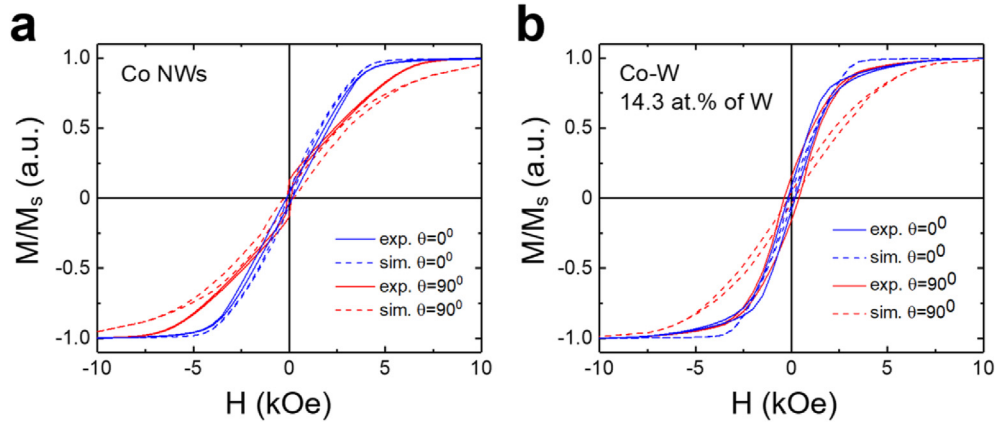 a
Co NWs
M/Ms (a.u.)
1.0
0.5
0
-0.5
-1.0
exp. θ=0⁰
sim. θ=0⁰
exp. θ=90⁰
sim. θ=90⁰
-10 -5 0 5 10
H (kOe)
b
Co-W
14.3 at.% of W
M/Ms (a.u.)
1.0
0.5
0
-0.5
-1.0
exp. θ=0⁰
sim. θ=0⁰
exp. θ=90⁰
sim. θ=90⁰
-10 -5 0 5 10
H (kOe)